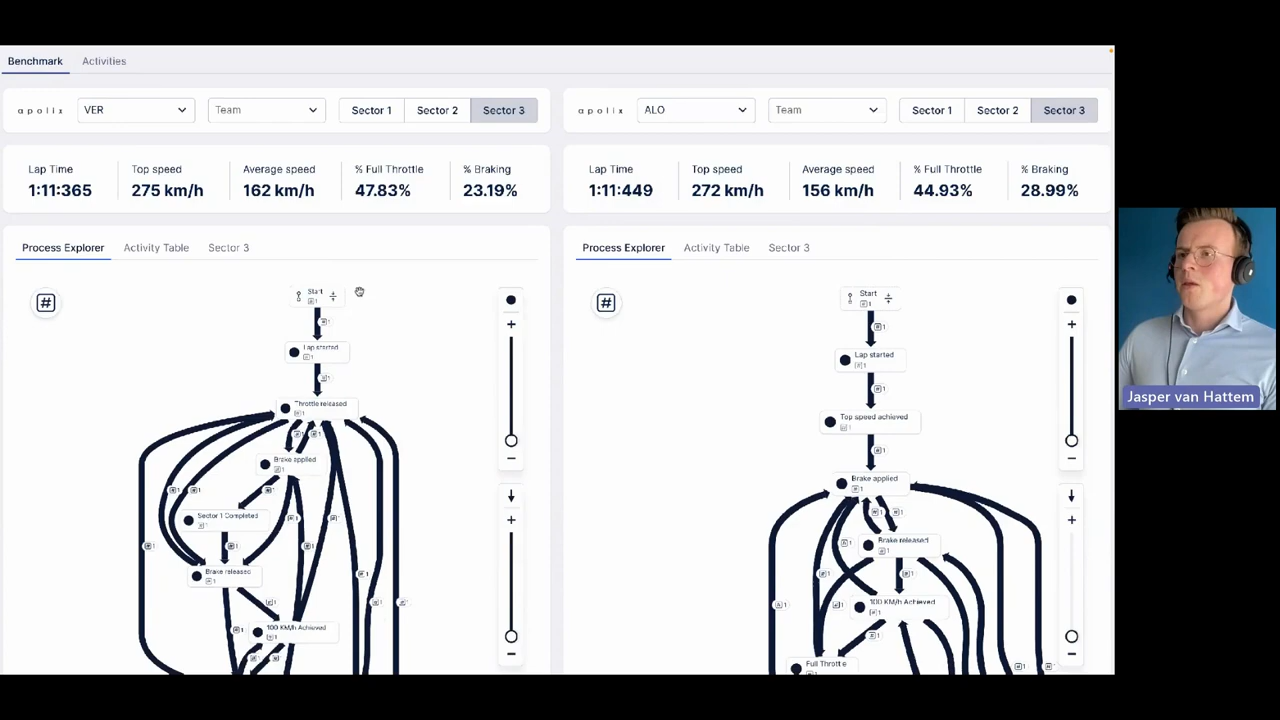 Benchmark Activities
apolix VER Team Sector 1 Sector 2 Sector 3
Lap Time Top speed Average speed % Full Throttle % Braking
1:11:365 275 km/h 162 km/h 47.83% 23.19%
Process Explorer Activity Table Sector 3
Start
Lap started
Throttle released
Brake applied
Sector 1 Completed
Brake released
100 KM/h Achieved
apolix ALO Team Sector 1 Sector 2 Sector 3
Lap Time Top speed Average speed % Full Throttle % Braking
1:11:449 272 km/h 156 km/h 44.93% 28.99%
Process Explorer Activity Table Sector 3
Start
Lap started
Top speed achieved
Brake applied
Brake released
100 KM/h Achieved
Full Throttle
Jasper van Hattem